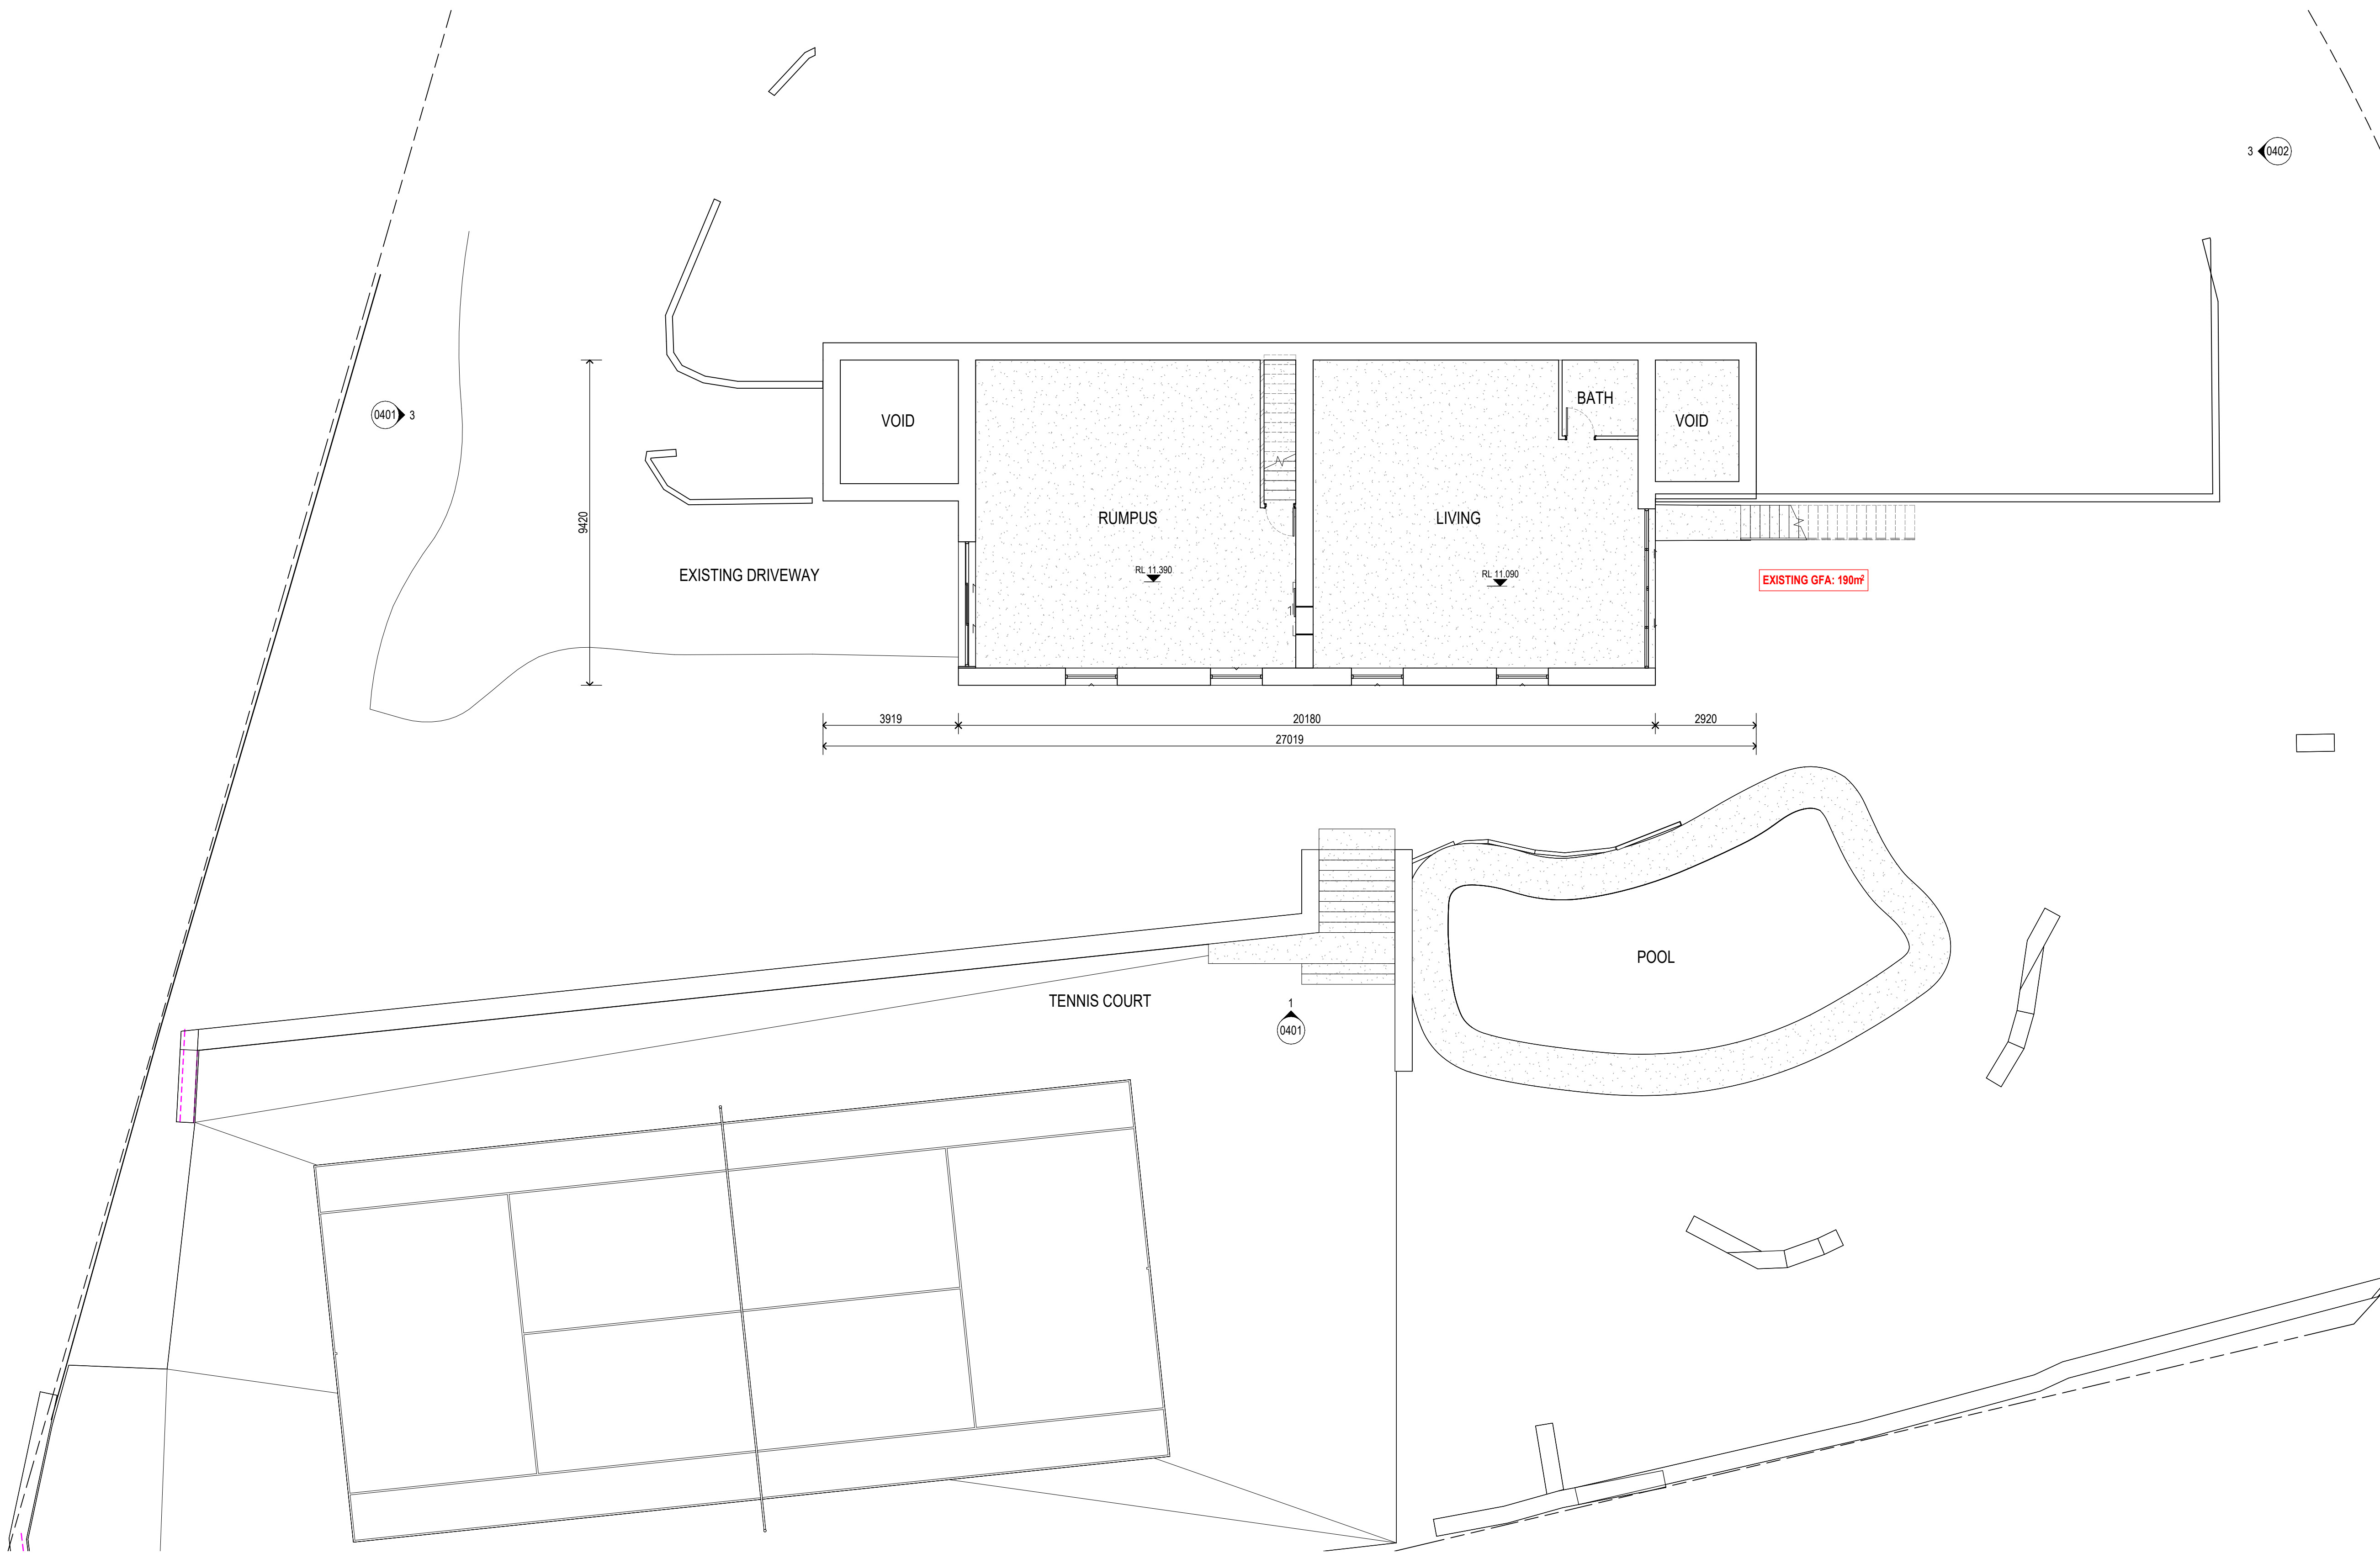 3 0402
0401 3
VOID
BATH
VOID
9420
RUMPUS
LIVING
EXISTING DRIVEWAY
RL 11.390
RL 11.090
EXISTING GFA: 190m²
3919
20180
2920
27019
POOL
TENNIS COURT
1
0401